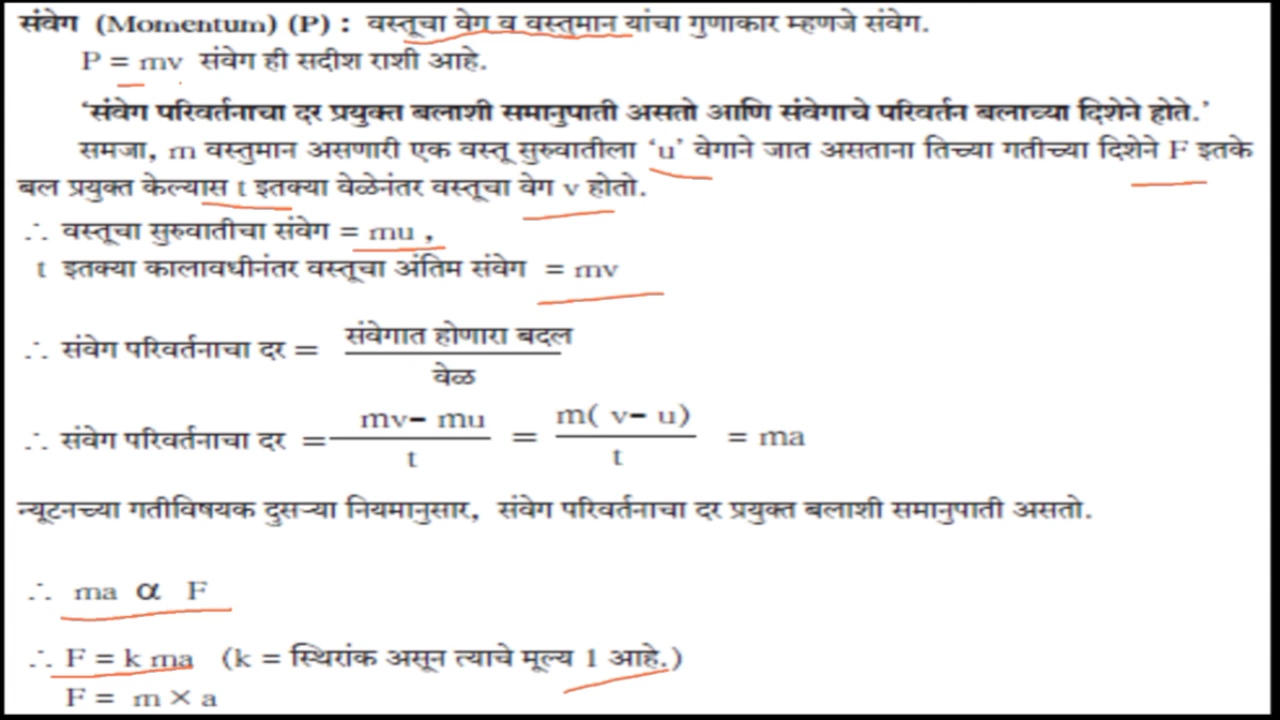 संवेग (Momentum) (P) : वस्तूचा वेग व वस्तुमान यांचा गुणाकार म्हणजे संवेग.
P = mv संवेग ही सदीश राशी आहे.
‘संवेग परिवर्तनाचा दर प्रयुक्त बलाशी समानुपाती असतो आणि संवेगाचे परिवर्तन बलाच्या दिशेने होते.’
समजा, m वस्तुमान असणारी एक वस्तू सुरुवातीला ‘u’ वेगाने जात असताना तिच्या गतीच्या दिशेने F इतके
बल प्रयुक्त केल्यास t इतक्या वेळेनंतर वस्तूचा वेग v होतो.
∴ वस्तूचा सुरुवातीचा संवेग = mu ,
t इतक्या कालावधीनंतर वस्तूचा अंतिम संवेग = mv
∴ संवेग परिवर्तनाचा दर = संवेगात होणारा बदल
वेळ
∴ संवेग परिवर्तनाचा दर = mv– mu = m( v– u) = ma
t t
न्यूटनच्या गतीविषयक दुसऱ्या नियमानुसार, संवेग परिवर्तनाचा दर प्रयुक्त बलाशी समानुपाती असतो.
∴ ma α F
∴ F = k ma (k = स्थिरांक असून त्याचे मूल्य 1 आहे.)
F = m × a